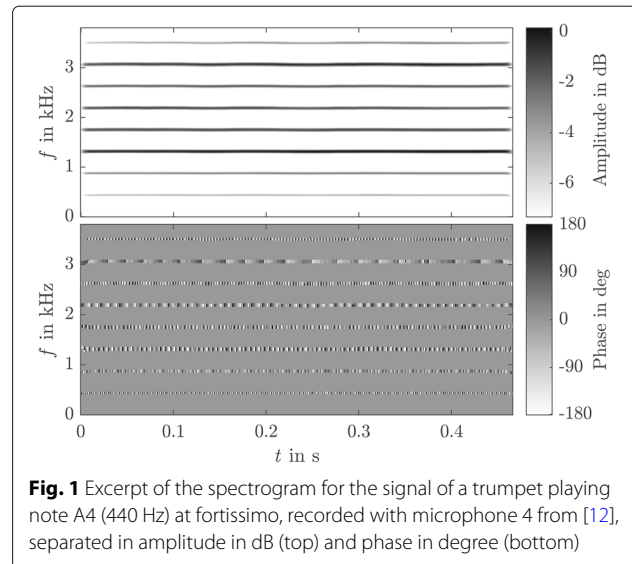 3
2
1
0
f in kHz
0
-2
-4
-6
Amplitude in dB
3
2
1
0
f in kHz
180
90
0
-90
-180
Phase in deg
0 0.1 0.2 0.3 0.4
t in s
Fig. 1 Excerpt of the spectrogram for the signal of a trumpet playing
note A4 (440 Hz) at fortissimo, recorded with microphone 4 from [12],
separated in amplitude in dB (top) and phase in degree (bottom)